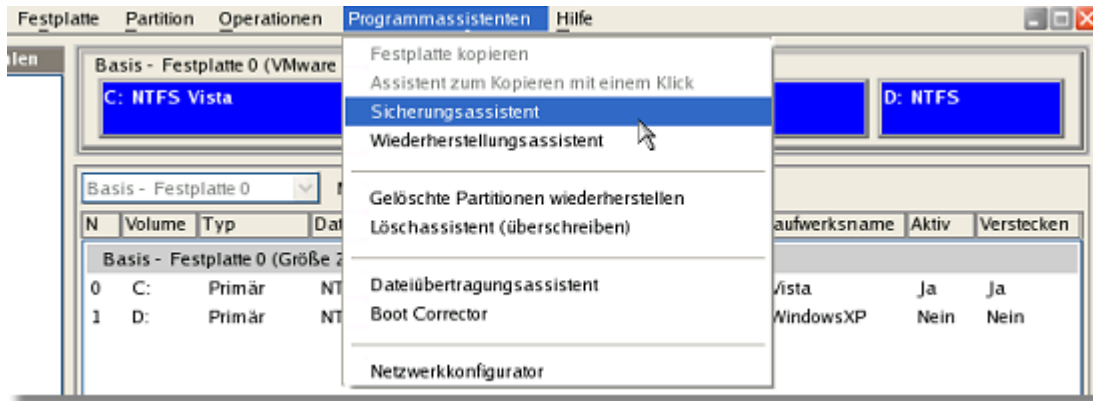 Festplatte Partition Operationen Programmassistenten Hilfe
Basis - Festplatte 0 (VMware
C: NTFS Vista
D: NTFS
Festplatte kopieren
Assistent zum Kopieren mit einem Klick
Sicherungsassistent
Wiederherstellungsassistent
Gelöschte Partitionen wiederherstellen
Löschassistent (überschreiben)
Dateiübertragungsassistent
Boot Corrector
Netzwerkkonfigurator
Basis - Festplatte 0
N Volume Typ Dat aufwerksname Aktiv Verstecken
Basis - Festplatte 0 (Größe 2
0 C: Primär NT Vista Ja Ja
1 D: Primär NT WindowsXP Nein Nein